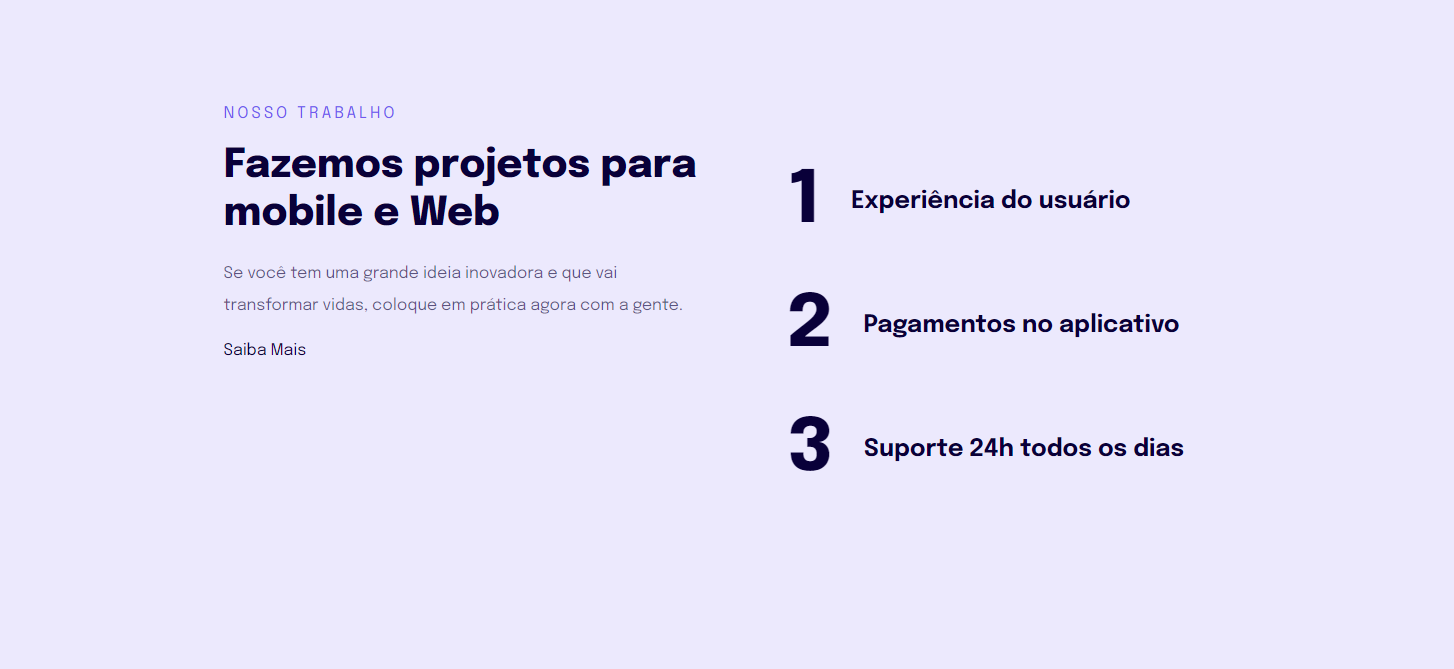 NOSSO TRABALHO
Fazemos projetos para
mobile e Web
Se você tem uma grande ideia inovadora e que vai
transformar vidas, coloque em prática agora com a gente.
Saiba Mais
1 Experiência do usuário
2 Pagamentos no aplicativo
3 Suporte 24h todos os dias